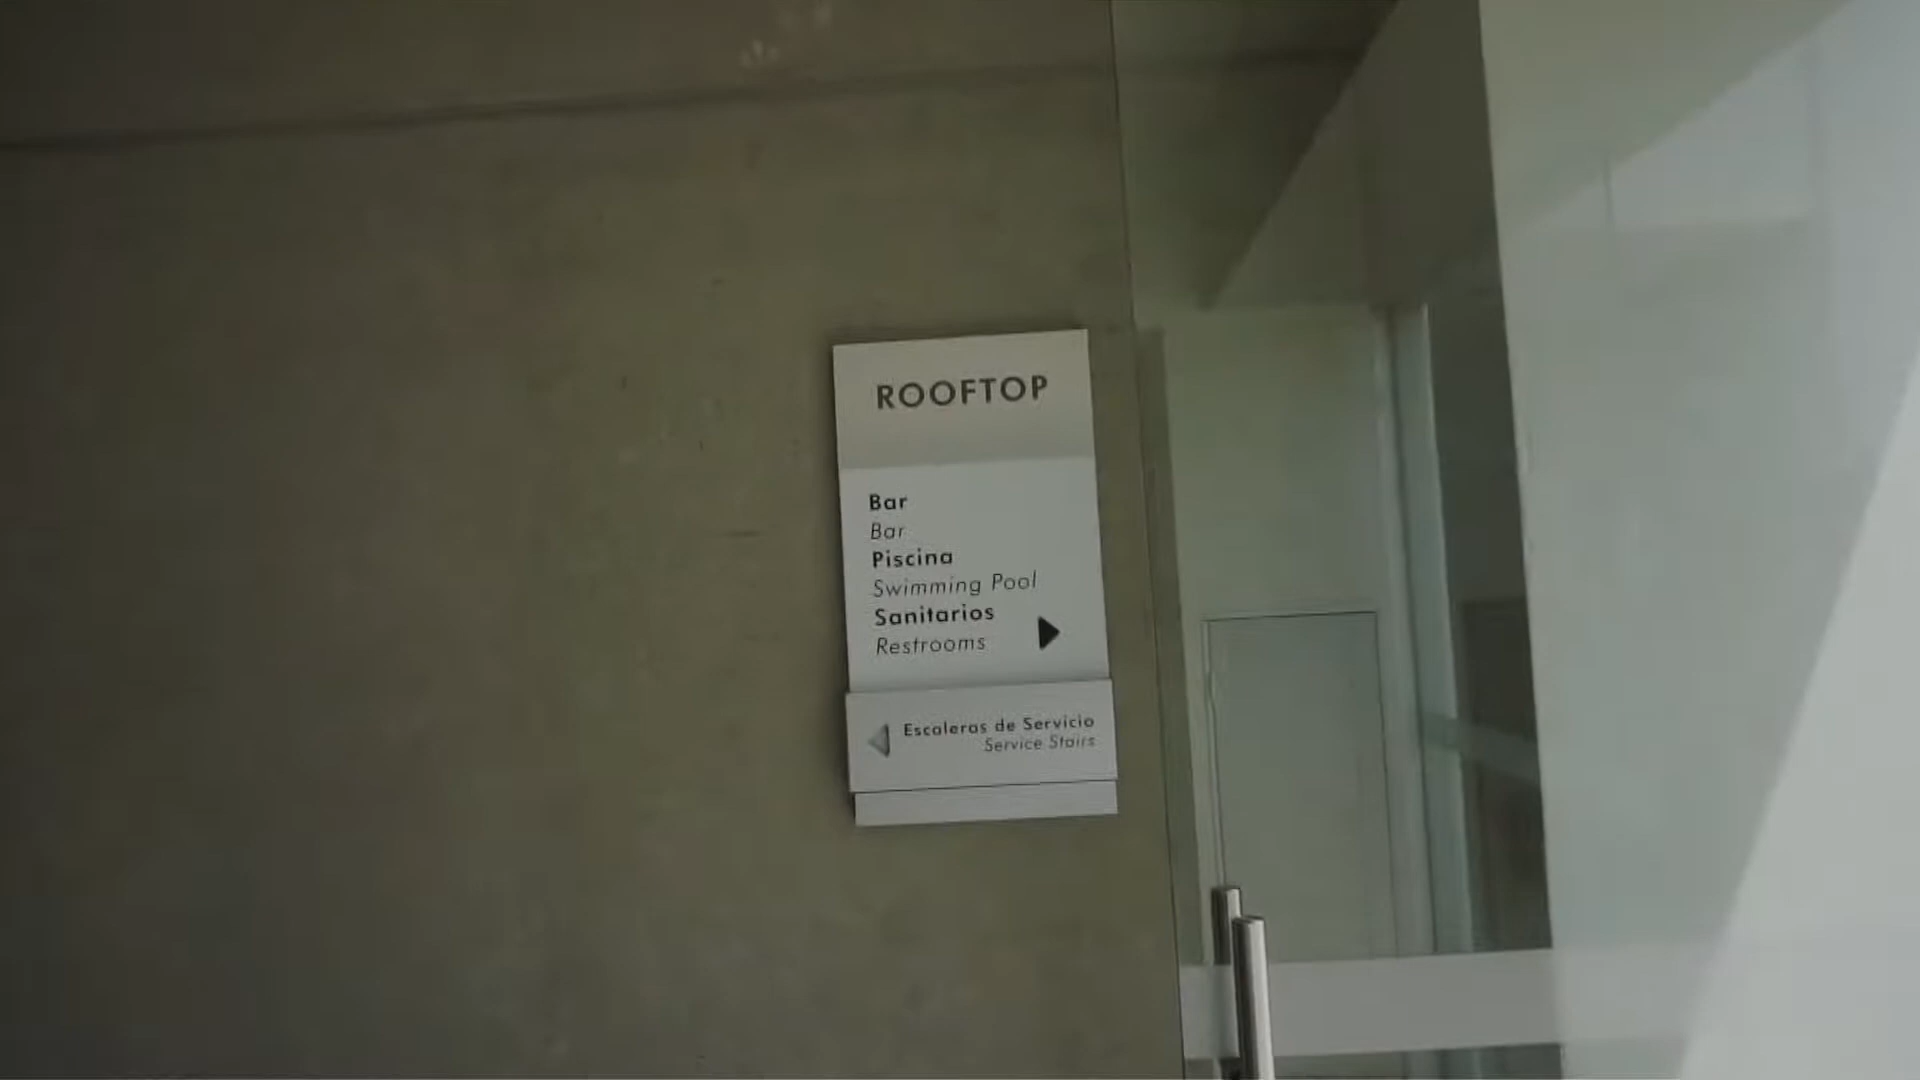 ROOFTOP
Bar
Bar
Piscina
Swimming Pool
Sanitarios
Restrooms
Escaleras de Servicio
Service Stairs